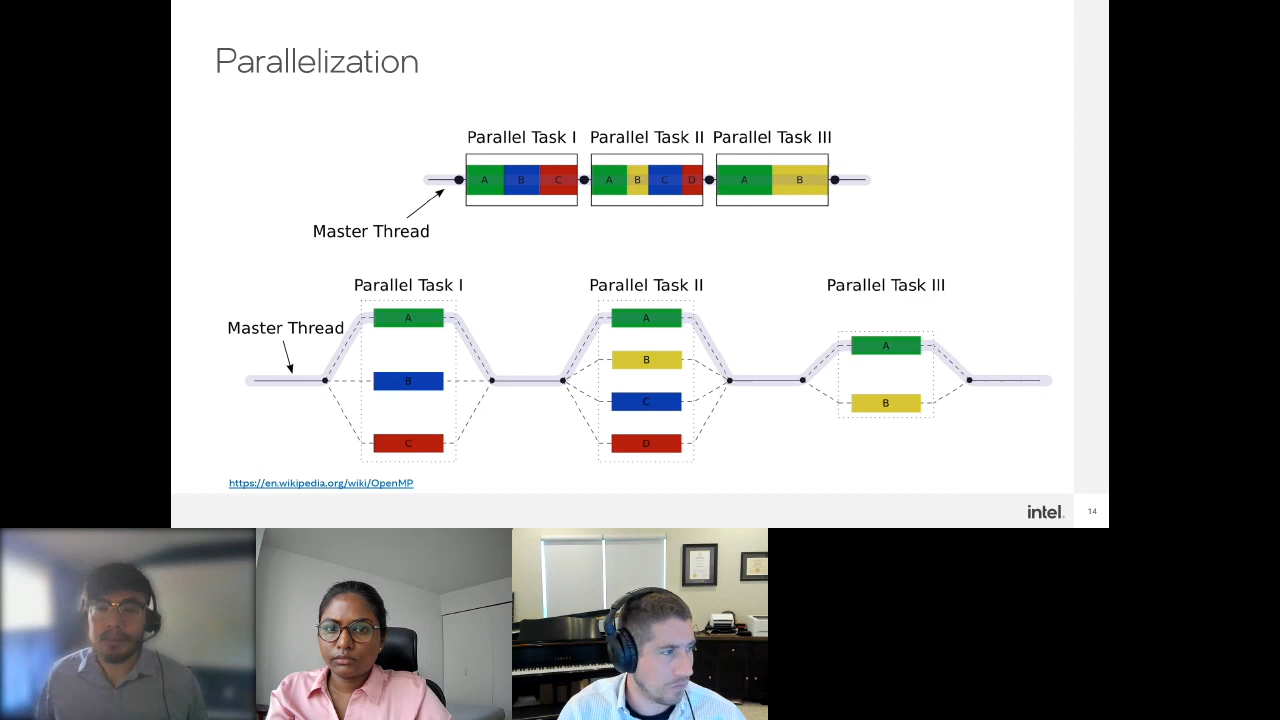 Parallelization
Parallel Task I Parallel Task II Parallel Task III
A B C A B C D A B
Master Thread
Parallel Task I Parallel Task II Parallel Task III
Master Thread
A A A
B B B
C C
D
https://en.wikipedia.org/wiki/OpenMP
intel. 14